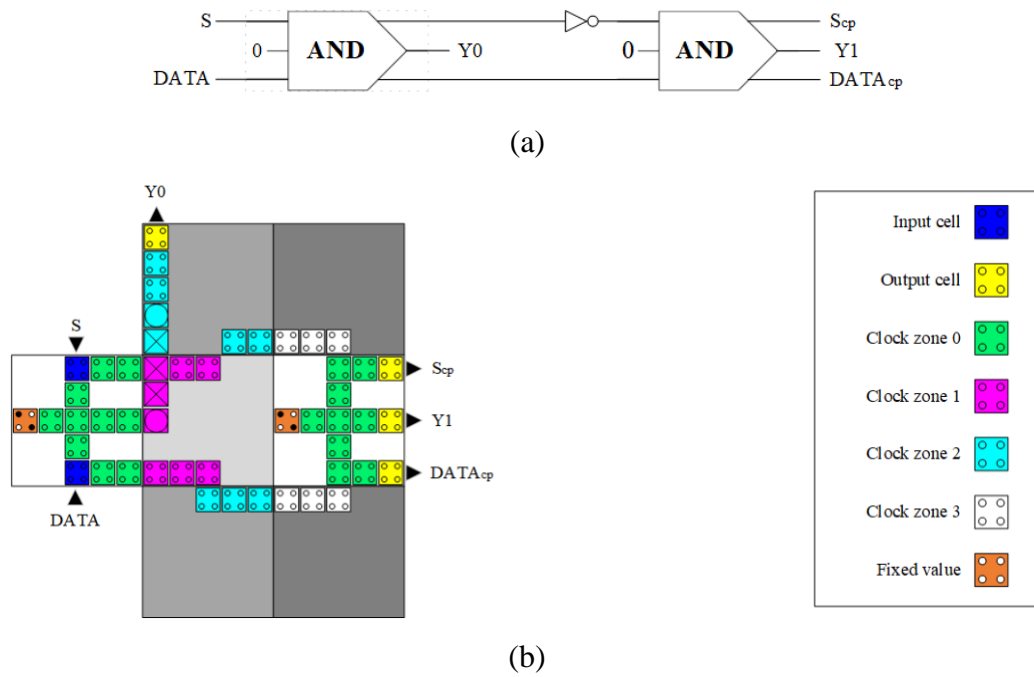 S
0
AND
Y0
DATA
0
AND
Scp
Y1
DATAcp
(a)
Y0
S
DATA
Scp
Y1
DATAcp
Input cell
Output cell
Clock zone 0
Clock zone 1
Clock zone 2
Clock zone 3
Fixed value
(b)